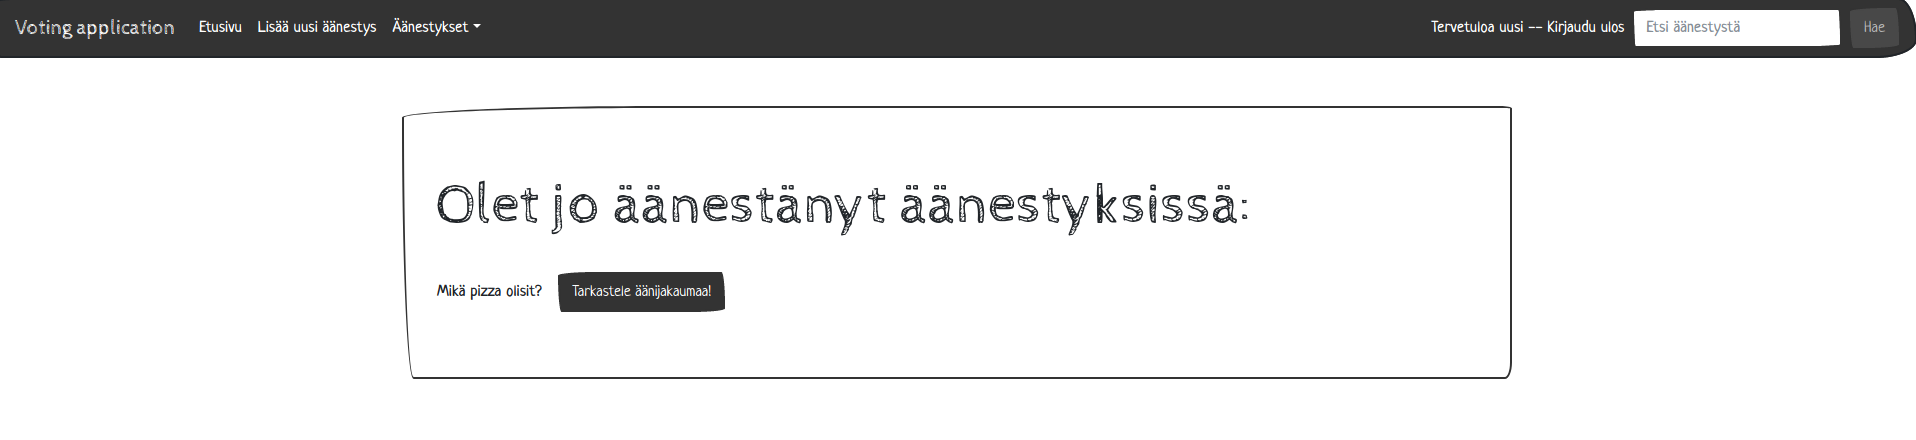 Voting application Etusivu Lisää uusi äänestys Äänestykset Tervetuloa uusi -- Kirjaudu ulos Etsi äänestystä Hae
Olet jo äänestänyt äänestyksissä:
Mikä pizza olisit? Tarkastele äänijakaumaa!